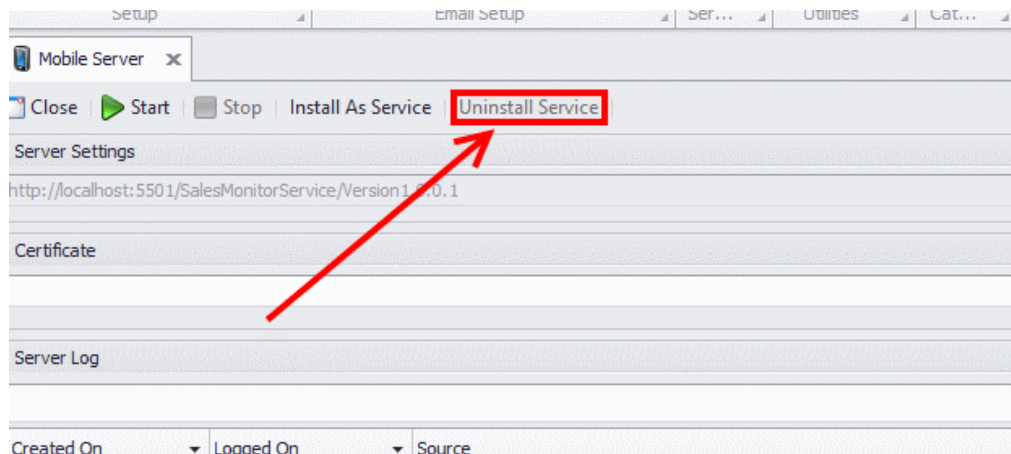 Setup Email Setup Ser... Utilities Cat...
Mobile Server
Close Start Stop Install As Service Uninstall Service
Server Settings
http://localhost:5501/SalesMonitorService/Version1.0.0.1
Certificate
Server Log
Created On Logged On Source